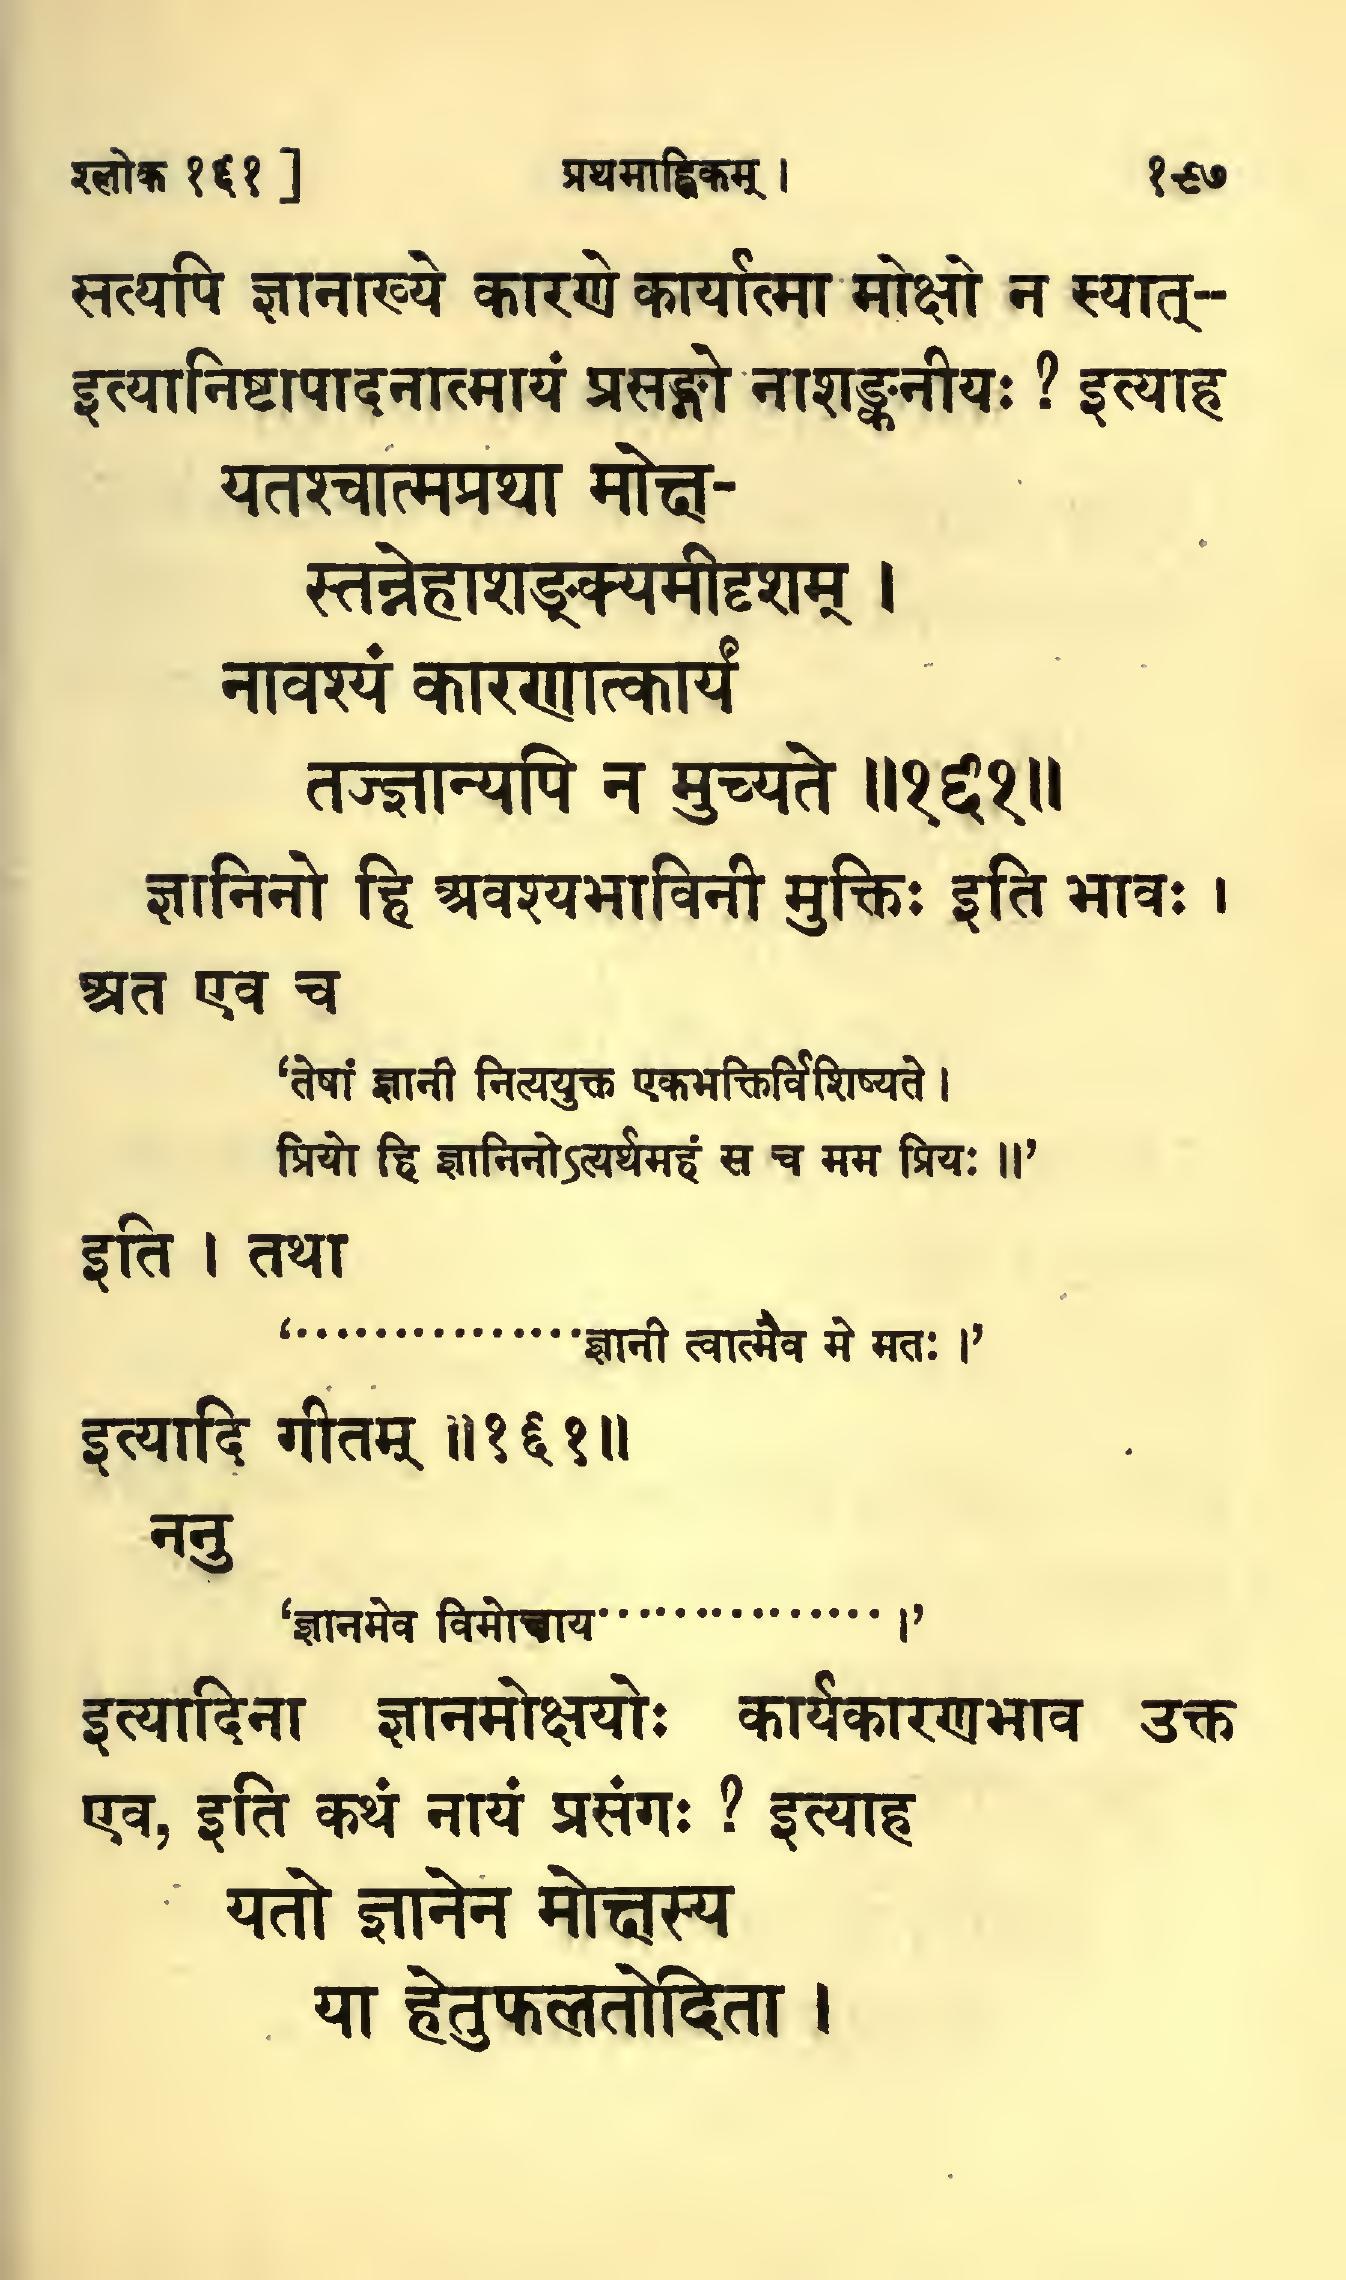 श्लोक १६१ ] प्रथमाह्निकम् । १९७
सत्यपि ज्ञानाख्ये कारणे कार्यात्मा मोक्षो न स्यात्--
इत्यानिष्टापादनात्मायं प्रसङ्गो नाशङ्कनीयः ? इत्याह
यतश्चात्मप्रथा मोक्ष-
स्तन्नेहाशङ्क्यमीदृशम् ।
नावश्यं कारणात्कार्यं
तज्ज्ञान्यपि न मुच्यते ॥१६१॥
ज्ञानिनो हि अवश्यभाविनी मुक्तिः इति भावः ।
अत एव च
‘तेषां ज्ञानी नित्ययुक्त एकभक्तिर्विशिष्यते ।
प्रियो हि ज्ञानिनोऽत्यर्थमहं स च मम प्रियः ॥’
इति । तथा
‘················ज्ञानी त्वात्मैव मे मतः ।’
इत्यादि गीतम् ॥१६१॥
ननु
‘ज्ञानमेव विमोक्षाय················ ।’
इत्यादिना ज्ञानमोक्षयोः कार्यकारणभाव उक्त
एव, इति कथं नायं प्रसंगः ? इत्याह
यतो ज्ञानेन मोक्षस्य
या हेतुफलतोदिता ।